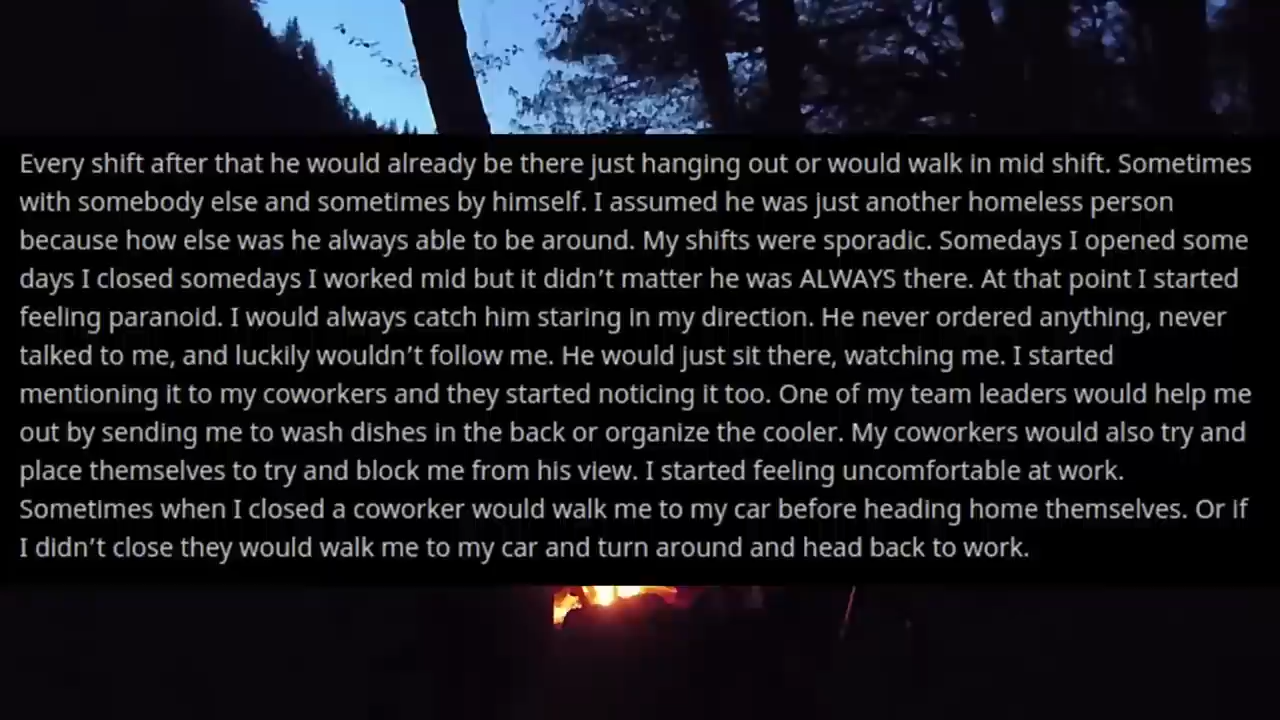 Every shift after that he would already be there just hanging out or would walk in mid shift. Sometimes
with somebody else and sometimes by himself. I assumed he was just another homeless person
because how else was he always able to be around. My shifts were sporadic. Somedays I opened some
days I closed somedays I worked mid but it didn’t matter he was ALWAYS there. At that point I started
feeling paranoid. I would always catch him staring in my direction. He never ordered anything, never
talked to me, and luckily wouldn’t follow me. He would just sit there, watching me. I started
mentioning it to my coworkers and they started noticing it too. One of my team leaders would help me
out by sending me to wash dishes in the back or organize the cooler. My coworkers would also try and
place themselves to try and block me from his view. I started feeling uncomfortable at work.
Sometimes when I closed a coworker would walk me to my car before heading home themselves. Or if
I didn’t close they would walk me to my car and turn around and head back to work.